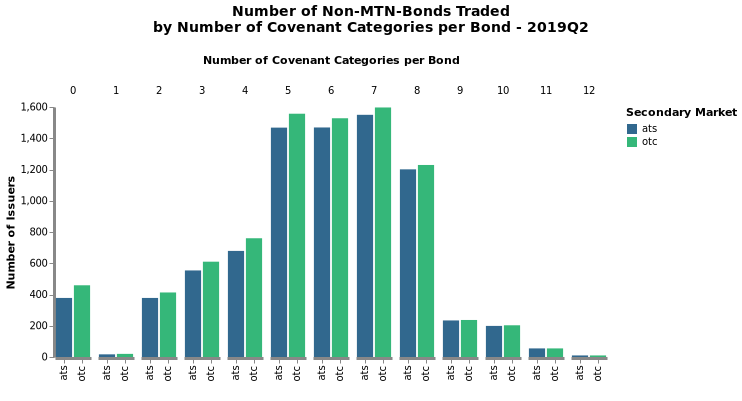 Number of Non-MTN-Bonds Traded
by Number of Covenant Categories per Bond - 2019Q2
Number of Covenant Categories per Bond
0 1 2 3 4 5 6 7 8 9 10 11 12
Secondary Market
ats
otc
Number of Issuers
1,600
1,400
1,200
1,000
800
600
400
200
0
ats otc ats otc ats otc ats otc ats otc ats otc ats otc ats otc ats otc ats otc ats otc ats otc ats otc